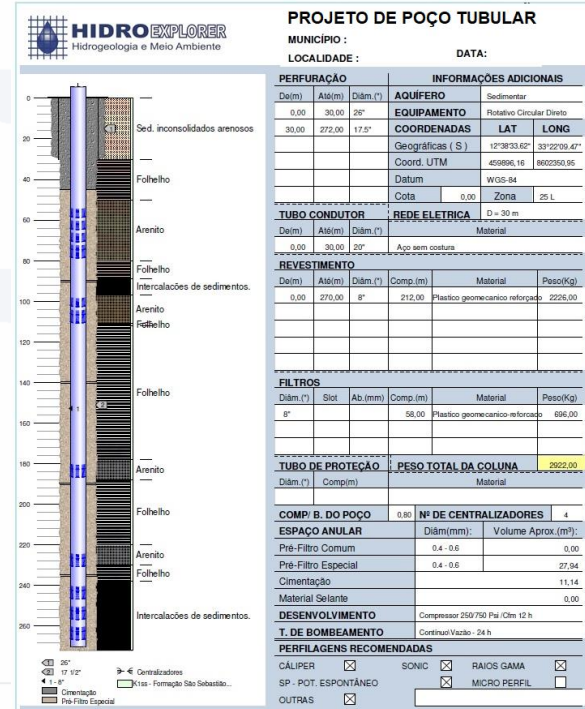 HIDROEXPLORER
Hidrogeologia e Meio Ambiente
PROJETO DE POÇO TUBULAR
MUNICÍPIO :
LOCALIDADE :
DATA:
0
20
40
60
80
100
120
140
160
180
200
220
240
260
1
2
1
Sed. inconsolidados arenosos
Folhelho
Arenito
Folhelho
Intercalações de sedimentos.
Arenito
Folhelho
Folhelho
Arenito
Folhelho
Arenito
Folhelho
Intercalações de sedimentos.
1 26"
2 17 1/2"
1 - 8"
Cimentação
Pré-Filtro Especial
Centralizadores
K1ss - Formação São Sebastião...
PERFURAÇÃO
De(m) Até(m) Diâm.(")
0,00 30,00 26"
30,00 272,00 17.5"
INFORMAÇÕES ADICIONAIS
AQUÍFERO Sedimentar
EQUIPAMENTO Rotativo Circular Direto
COORDENADAS LAT LONG
Geográficas ( S ) 12°38'33.62" 33°22'09.47"
Coord. UTM 459896,16 8602350,95
Datum WGS-84
Cota 0,00 Zona 25 L
TUBO CONDUTOR REDE ELETRICA D = 30 m
De(m) Até(m) Diâm.(") Material
0,00 30,00 20" Aço sem costura
REVESTIMENTO
De(m) Até(m) Diâm.(") Comp.(m) Material Peso(Kg)
0,00 270,00 8" 212,00 Plastico geomecanico reforçado 2226,00
FILTROS
Diâm.(") Slot Ab.(mm) Comp.(m) Material Peso(Kg)
8" 58,00 Plastico geomecanico-reforcado 696,00
TUBO DE PROTEÇÃO PESO TOTAL DA COLUNA 2922,00
Diâm.(") Comp(m) Material
COMP/ B. DO POÇO 0,80 Nº DE CENTRALIZADORES 4
ESPAÇO ANULAR Diâm(mm): Volume Aprox.(m³):
Pré-Filtro Comum 0.4 - 0.6 0,00
Pré-Filtro Especial 0.4 - 0.6 27,94
Cimentação 11,14
Material Selante 0,00
DESENVOLVIMENTO Compressor 250/750 Psi /Cfm 12 h
T. DE BOMBEAMENTO Contínuo\Vazão - 24 h
PERFILAGENS RECOMENDADAS
CÁLIPER SONIC RAIOS GAMA
SP - POT. ESPONTÂNEO MICRO PERFIL
OUTRAS